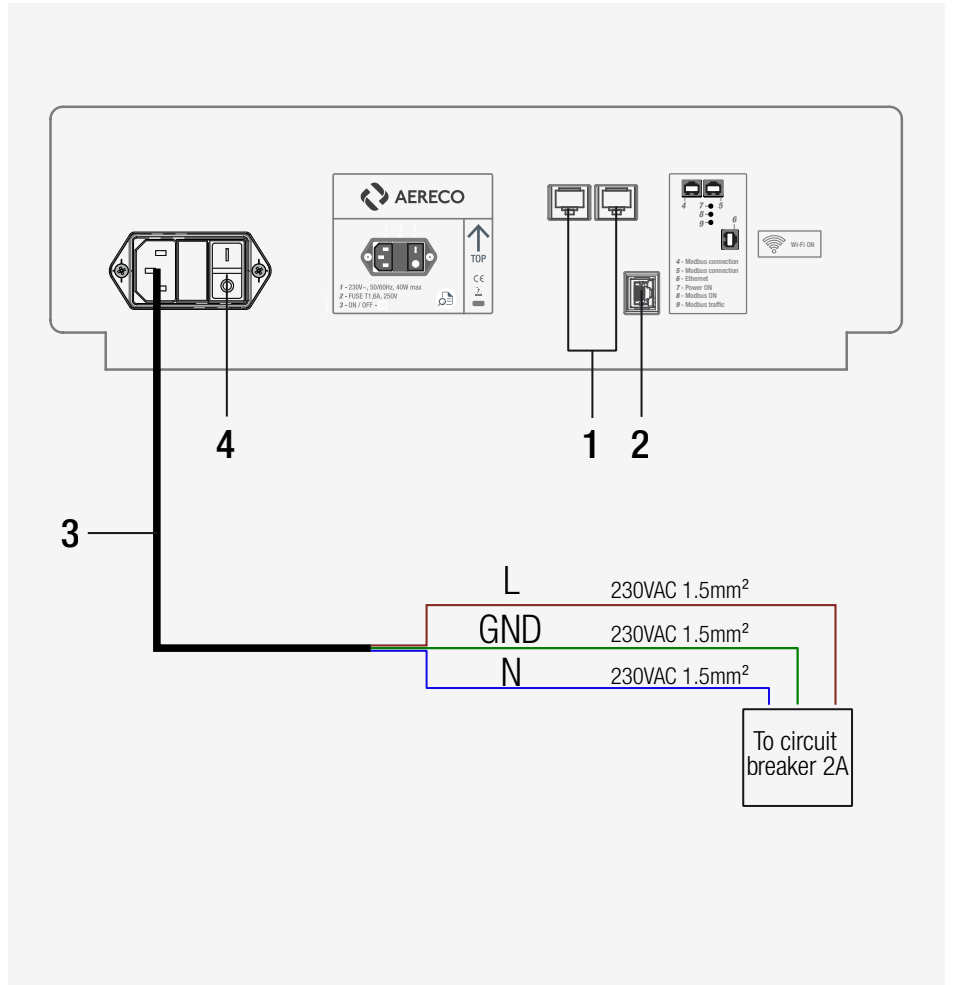 AERECO
1 2 3
TOP
CE
1 - 230V~, 50/60Hz, 40W max
2 - FUSE T1,6A, 250V
3 - ON / OFF -
4 5
7 -
8 -
9 -
6
4 - Modbus connection
5 - Modbus connection
6 - Ethernet
7 - Power ON
8 - Modbus ON
9 - Modbus traffic
WI-FI ON
4
1
2
3
L 230VAC 1.5mm²
GND 230VAC 1.5mm²
N 230VAC 1.5mm²
To circuit
breaker 2A